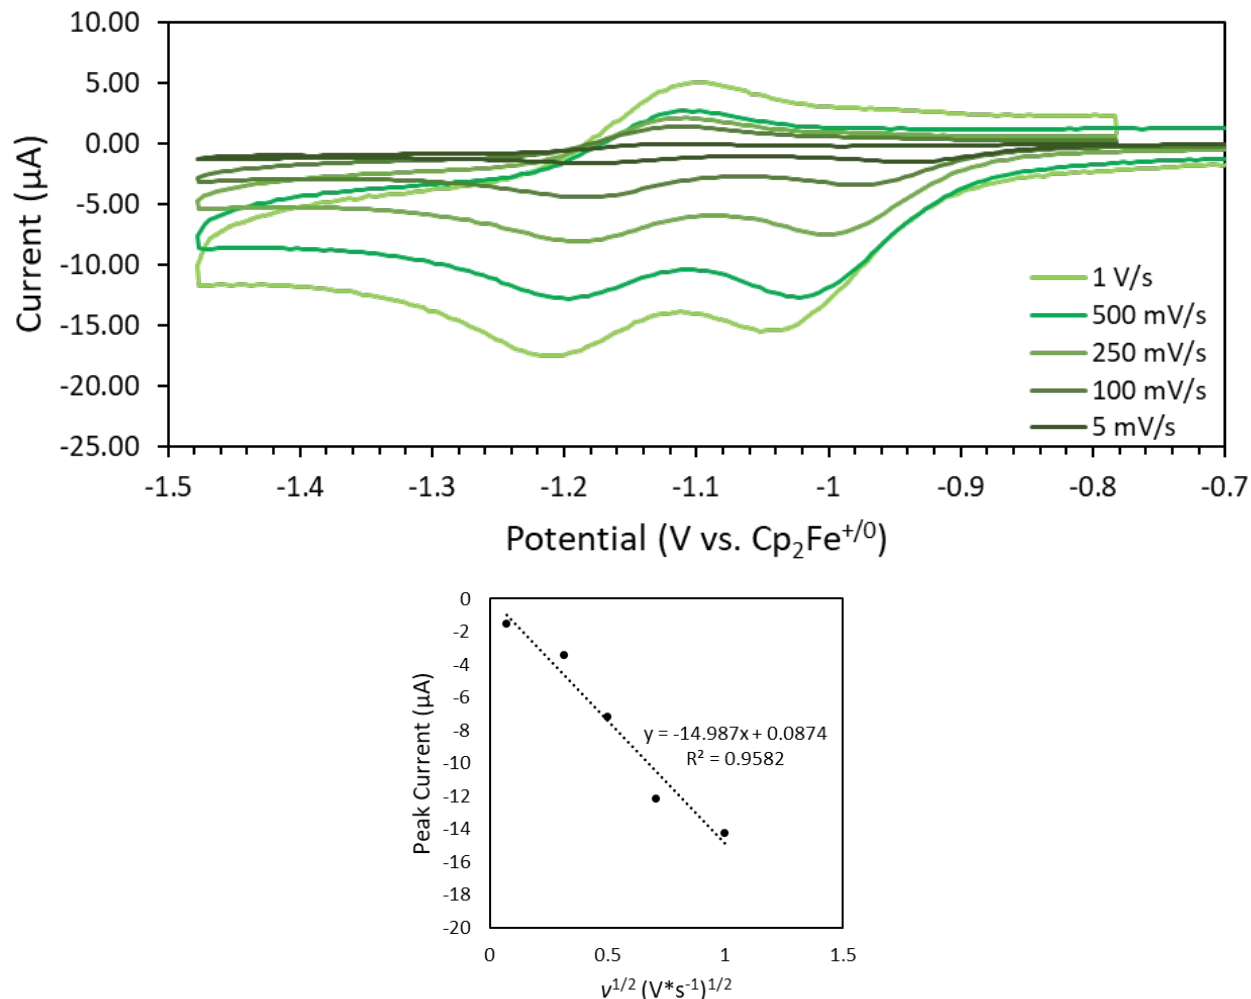 10.00
5.00
0.00
-5.00
-10.00
-15.00
-20.00
-25.00
Current (μA)
1 V/s
500 mV/s
250 mV/s
100 mV/s
5 mV/s
-1.5 -1.4 -1.3 -1.2 -1.1 -1 -0.9 -0.8 -0.7
Potential (V vs. Cp₂Fe⁺/⁰)
0
-2
-4
-6
-8
-10
-12
-14
-16
-18
-20
Peak Current (μA)
y = -14.987x + 0.0874
R² = 0.9582
0 0.5 1 1.5
v¹/² (V*s⁻¹)¹/²